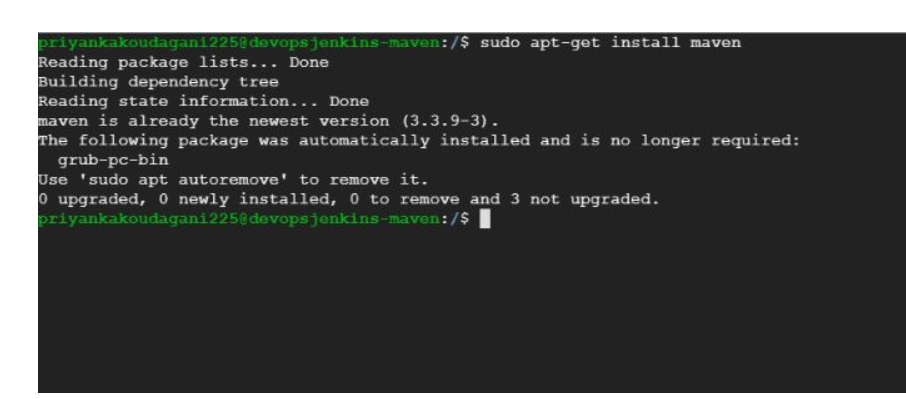 priyankakoudagani225@devopsjenkins-maven:/$ sudo apt-get install maven
Reading package lists... Done
Building dependency tree
Reading state information... Done
maven is already the newest version (3.3.9-3).
The following package was automatically installed and is no longer required:
  grub-pc-bin
Use 'sudo apt autoremove' to remove it.
0 upgraded, 0 newly installed, 0 to remove and 3 not upgraded.
priyankakoudagani225@devopsjenkins-maven:/$